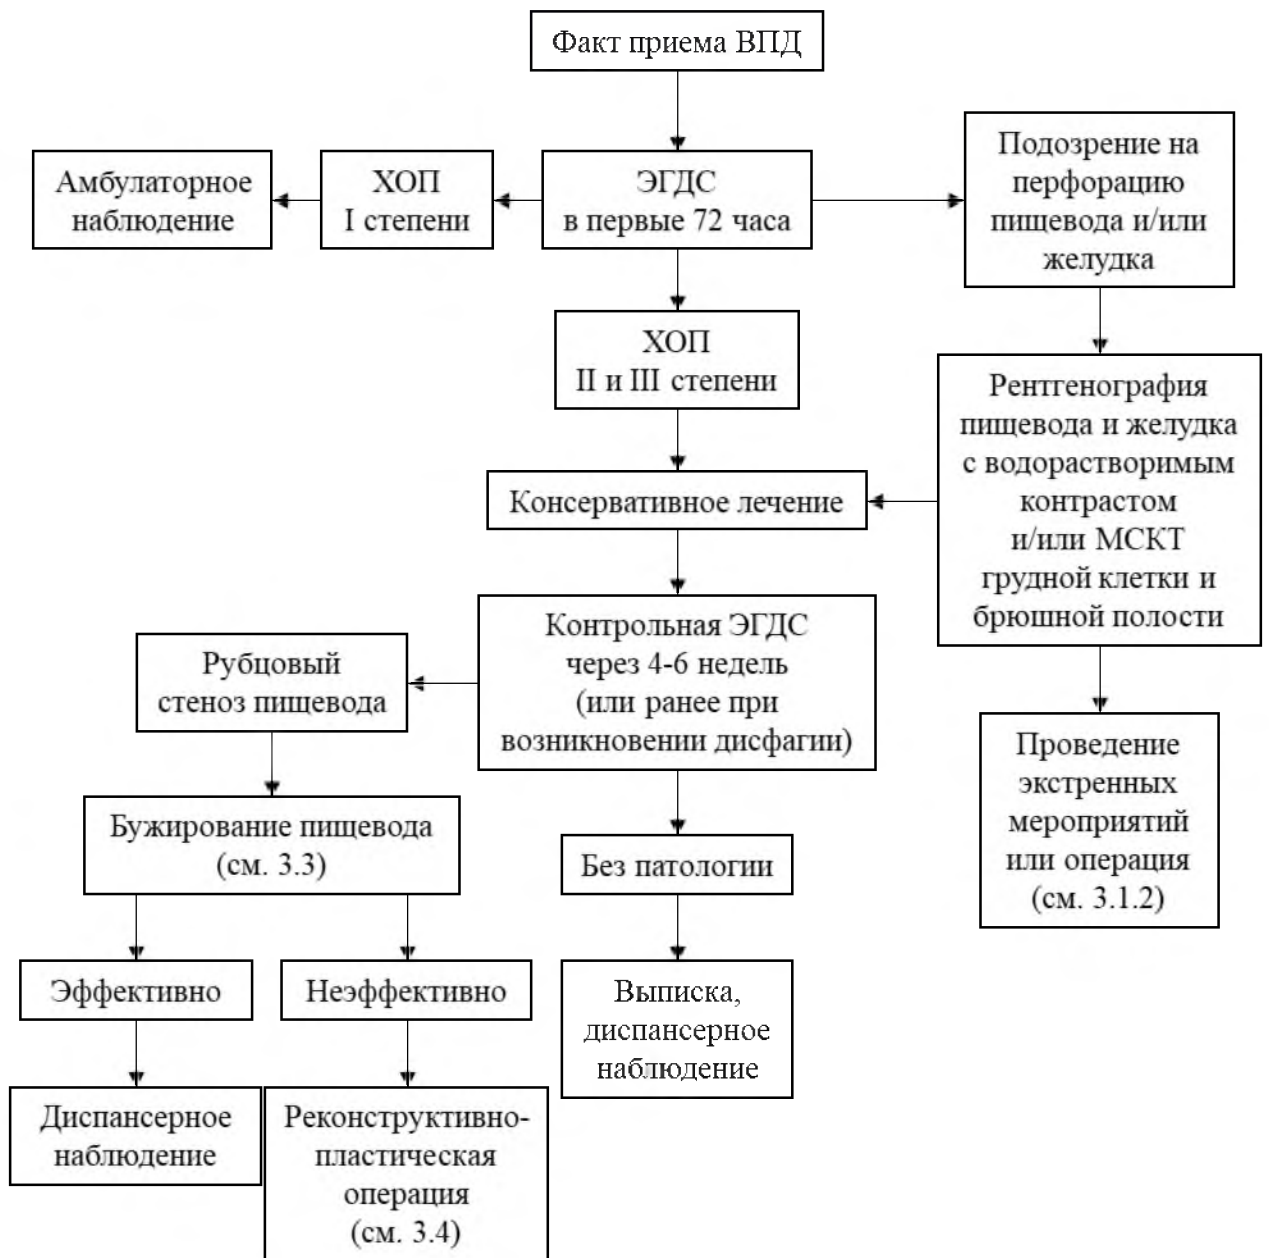 Факт приема ВПД
Амбулаторное
наблюдение
ХОП
I степени
ЭГДС
в первые 72 часа
Подозрение на
перфорацию
пищевода и/или
желудка
ХОП
II и III степени
Рентгенография
пищевода и желудка
с водорастворимым
контрастом
и/или МСКТ
грудной клетки и
брюшной полости
Консервативное лечение
Контрольная ЭГДС
через 4-6 недель
(или ранее при
возникновении дисфагии)
Рубцовый
стеноз пищевода
Проведение
экстренных
мероприятий
или операция
(см. 3.1.2)
Бужирование пищевода
(см. 3.3)
Без патологии
Эффективно
Неэффективно
Выписка,
диспансерное
наблюдение
Диспансерное
наблюдение
Реконструктивно-
пластическая
операция
(см. 3.4)